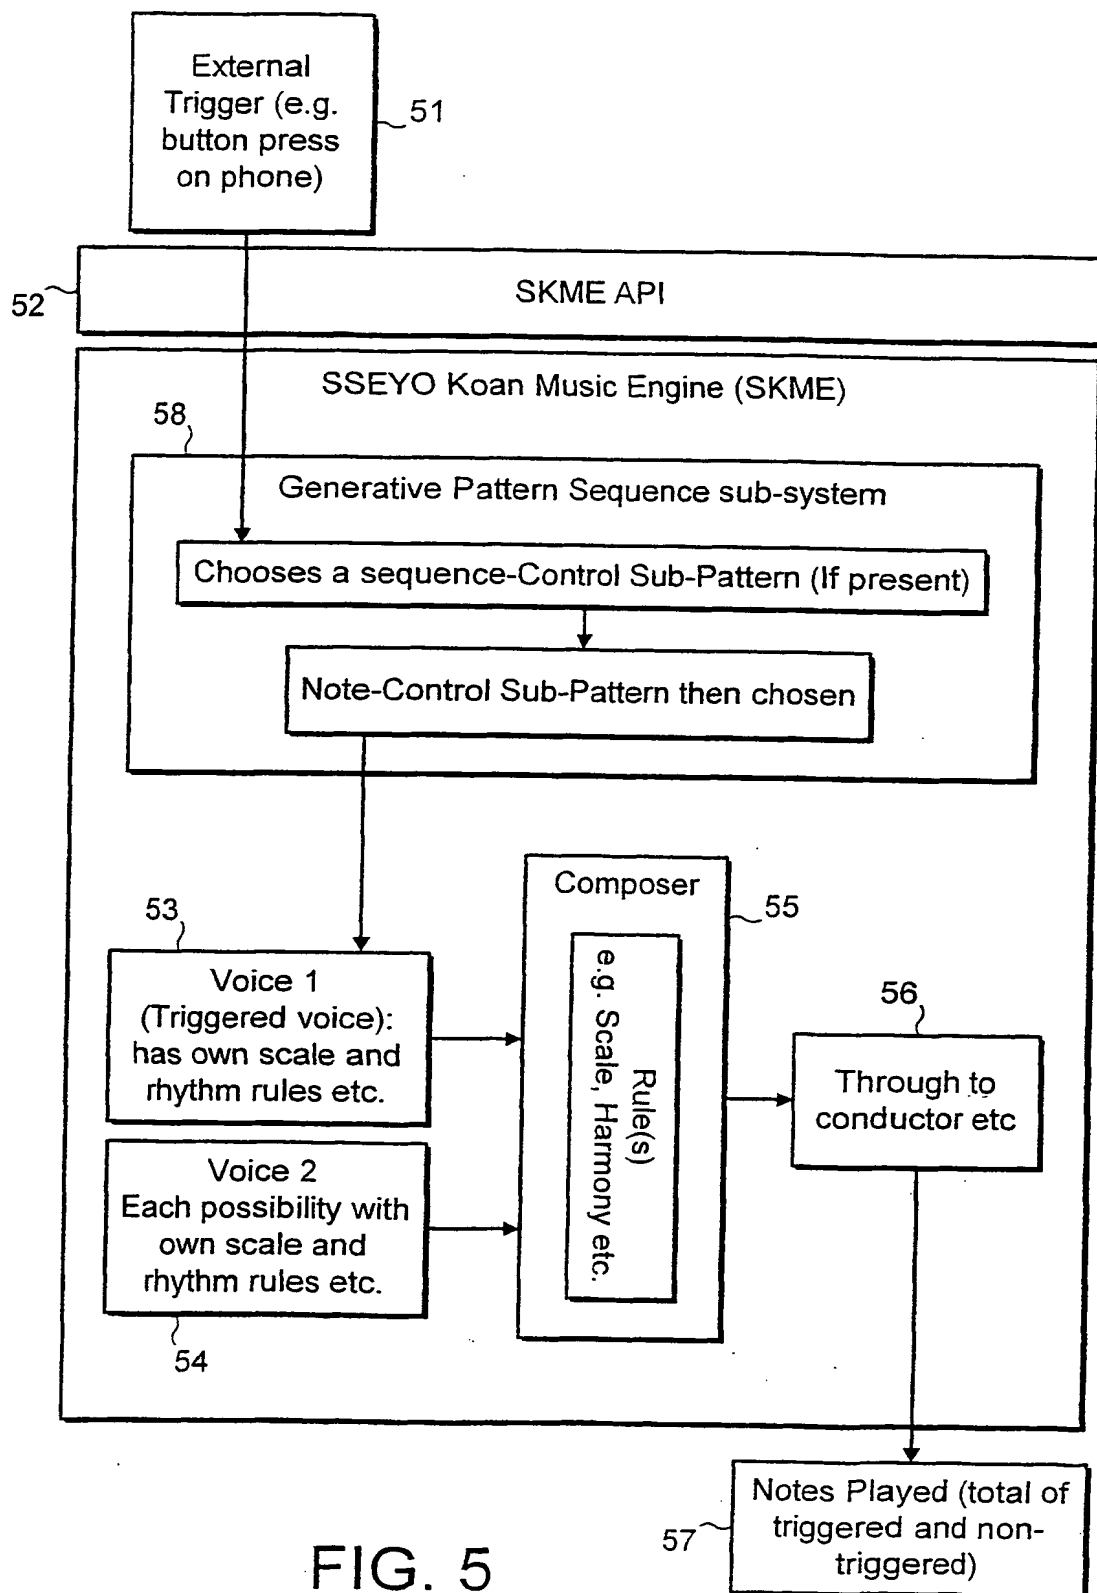 External
Trigger (e.g.
button press
on phone)
51
52
SKME API
SSEYO Koan Music Engine (SKME)
58
Generative Pattern Sequence sub-system
Chooses a sequence-Control Sub-Pattern (If present)
Note-Control Sub-Pattern then chosen
53
Voice 1
(Triggered voice):
has own scale and
rhythm rules etc.
Voice 2
Each possibility with
own scale and
rhythm rules etc.
54
Composer
55
Rule(s)
e.g. Scale, Harmony etc.
56
Through to
conductor etc
Notes Played (total of
triggered and non-
triggered)
57
FIG. 5